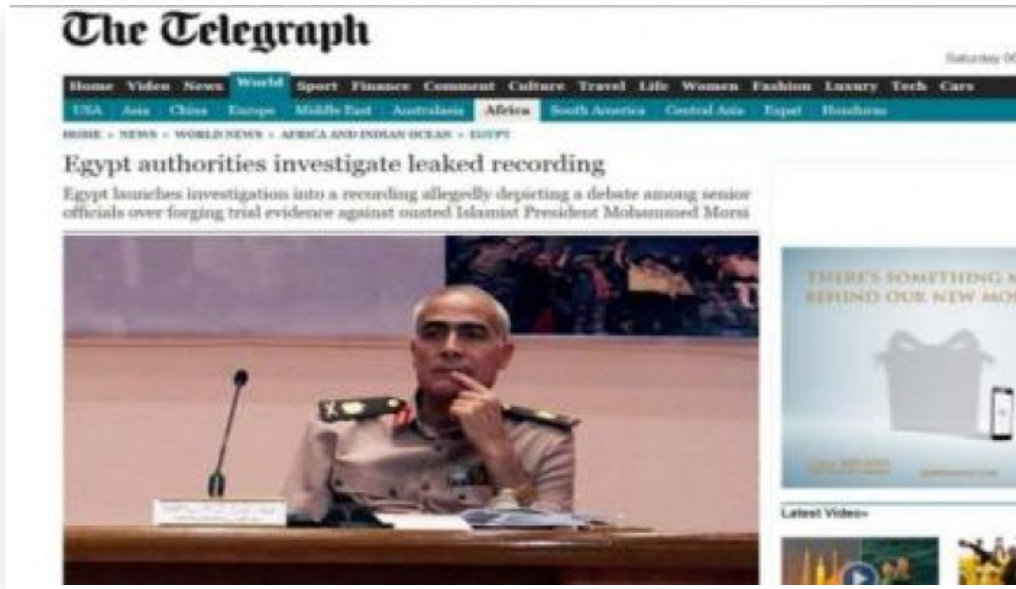 The Telegraph
Saturday
Home Video News World Sport Finance Comment Culture Travel Life Women Fashion Luxury Tech Cars
USA Asia China Europe Middle East Australasia Africa South America Central Asia Expat Honduras
HOME » NEWS » WORLD NEWS » AFRICA AND INDIAN OCEAN » EGYPT
Egypt authorities investigate leaked recording
Egypt launches investigation into a recording allegedly depicting a debate among senior
officials over forging trial evidence against ousted Islamist President Mohammed Morsi
THERE'S SOMETHING
BEHIND OUR NEW
Latest Video»